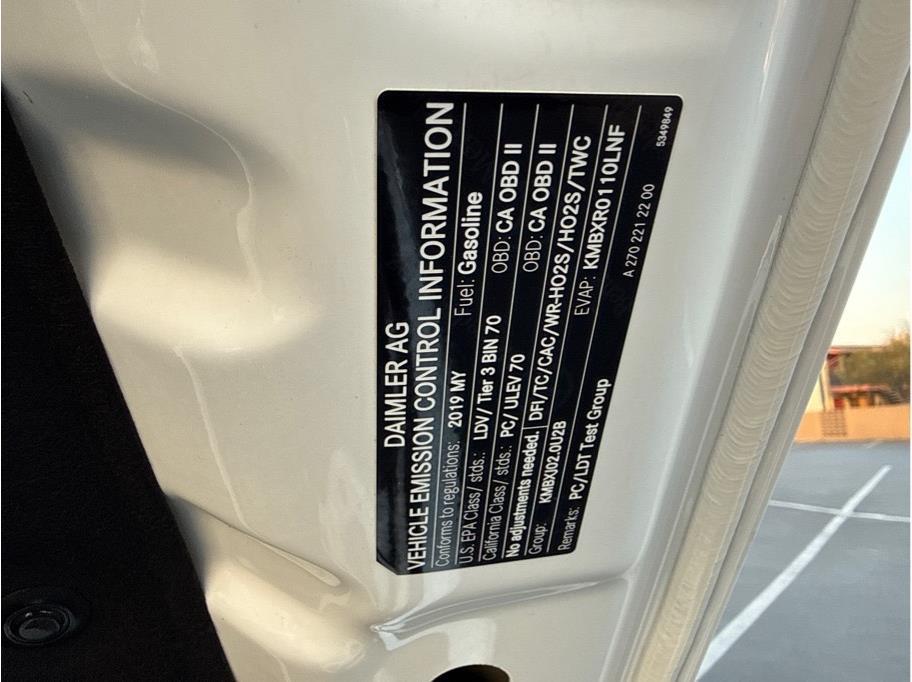 DAIMLER AG
VEHICLE EMISSION CONTROL INFORMATION
Conforms to regulations: 2019 MY Fuel: Gasoline
U.S. EPA Class/ stds.: LDV/ Tier 3 BIN 70 OBD: CA OBD II
California Class / stds.: PC/ ULEV 70 OBD: CA OBD II
No adjustments needed. DFI/TC/CAC/WR-HO2S/HO2S/TWC
Group: KMBXJ02.0U2B EVAP: KMBXR0110LNF
Remarks: PC/LDT Test Group A 270 221 22 00
5349849